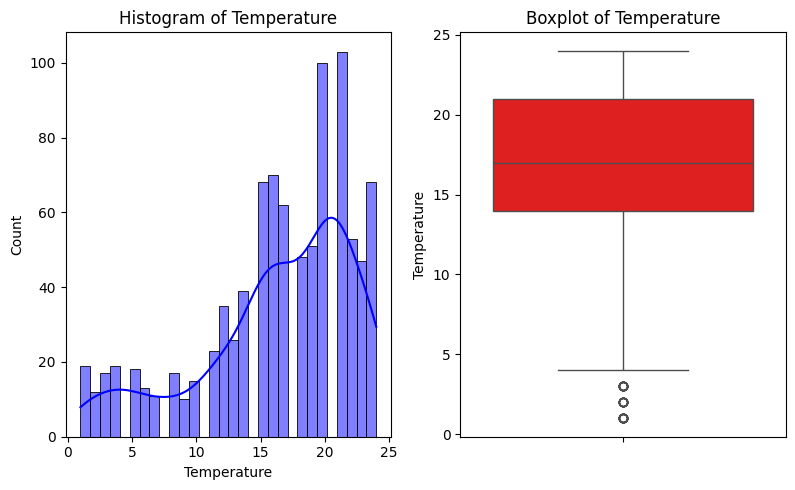 Histogram of Temperature
Count
0
20
40
60
80
100
0 5 10 15 20 25
Temperature
Boxplot of Temperature
Temperature
0
5
10
15
20
25